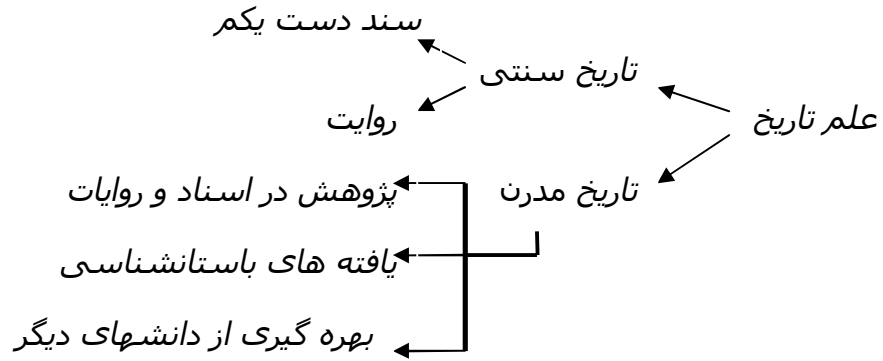 سند دست یکم
تاریخ سنتی
علم تاریخ
روایت
تاریخ مدرن
پژوهش در اسناد و روایات
یافته های باستانشناسی
بهره گیری از دانشهای دیگر